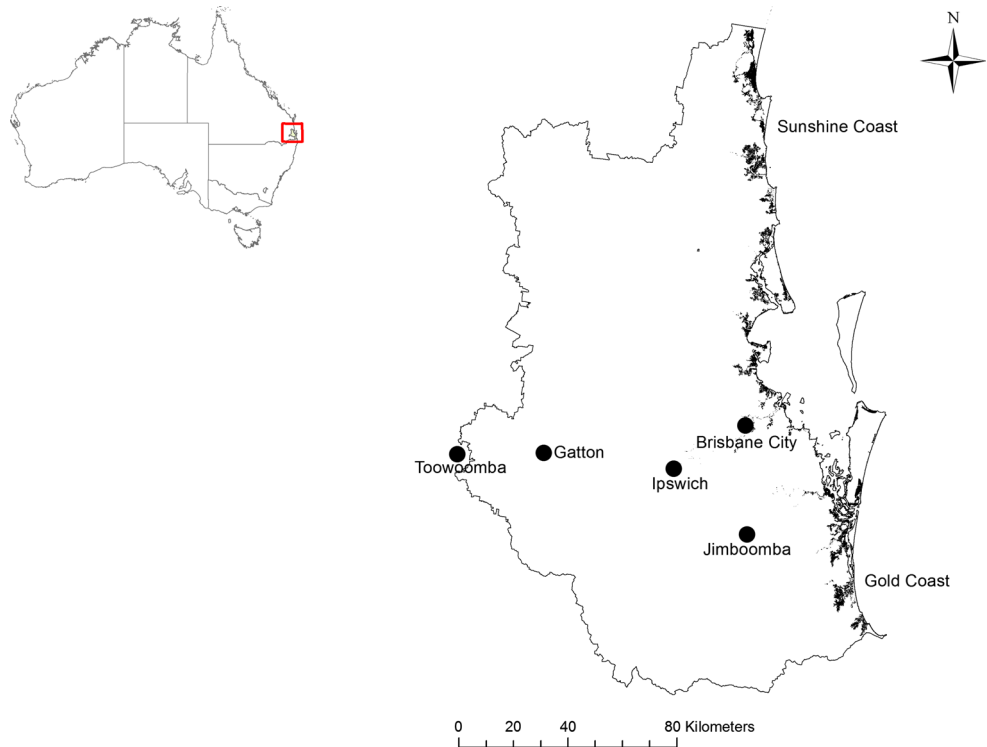 N
Sunshine Coast
Brisbane City
Toowoomba
Gatton
Ipswich
Jimboomba
Gold Coast
0 20 40 80 Kilometers